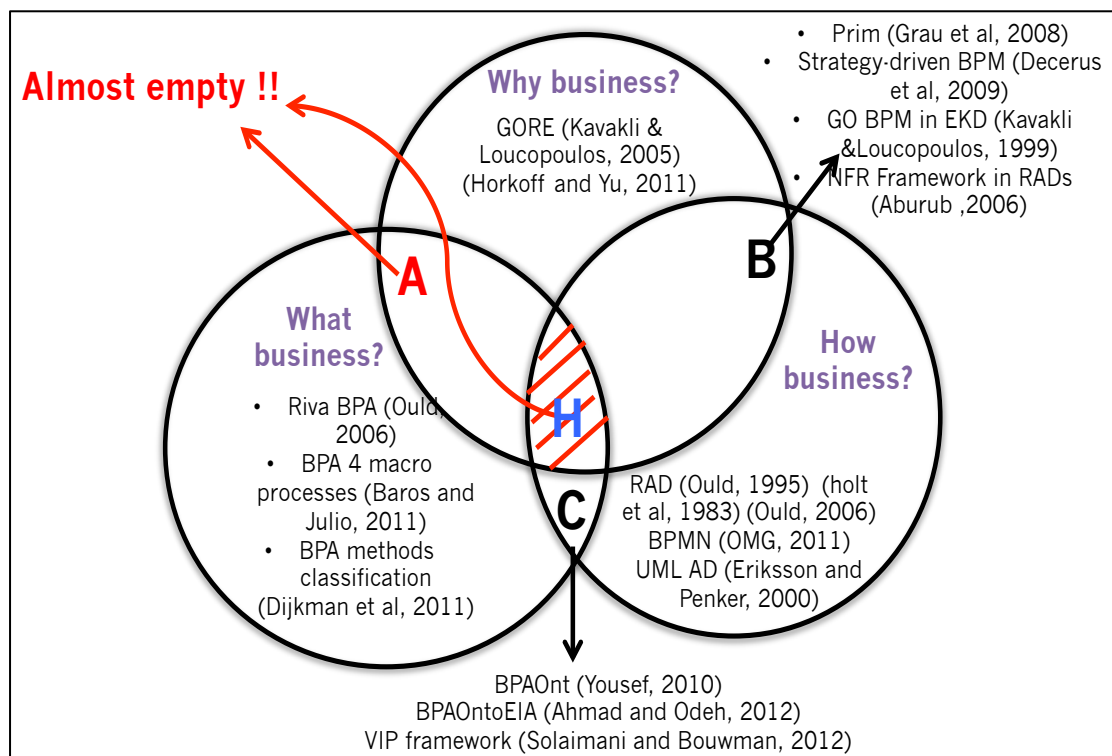 Almost empty !!
Why business?
GORE (Kavakli &
Loucopoulos, 2005)
(Horkoff and Yu, 2011)
• Prim (Grau et al, 2008)
• Strategy-driven BPM (Decerus
et al, 2009)
• GO BPM in EKD (Kavakli
&Loucopoulos, 1999)
• NFR Framework in RADs
(Aburub ,2006)
A
B
What
business?
• Riva BPA (Ould,
2006)
• BPA 4 macro
processes (Baros and
Julio, 2011)
• BPA methods
classification
(Dijkman et al, 2011)
H
C
How
business?
RAD (Ould, 1995) (holt
et al, 1983) (Ould, 2006)
BPMN (OMG, 2011)
UML AD (Eriksson and
Penker, 2000)
BPAOnt (Yousef, 2010)
BPAOntoEIA (Ahmad and Odeh, 2012)
VIP framework (Solaimani and Bouwman, 2012)